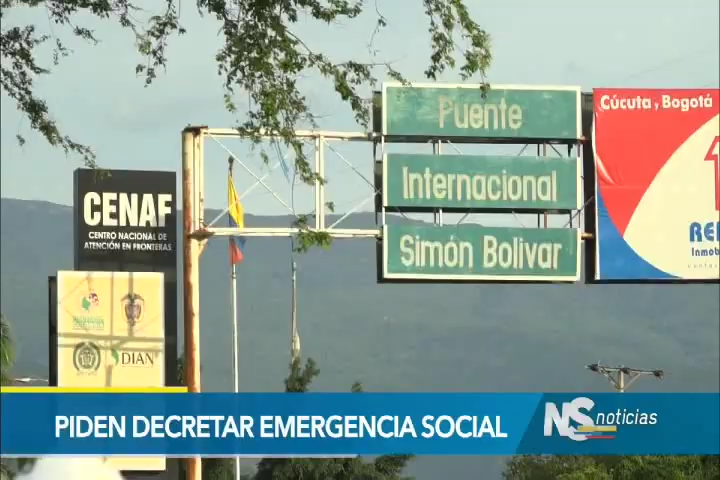 Puente
Internacional
Simón Bolivar
Cúcuta y Bogotá
CENAF
CENTRO NACIONAL DE
ATENCIÓN EN FRONTERAS
DIAN
PIDEN DECRETAR EMERGENCIA SOCIAL
NS noticias